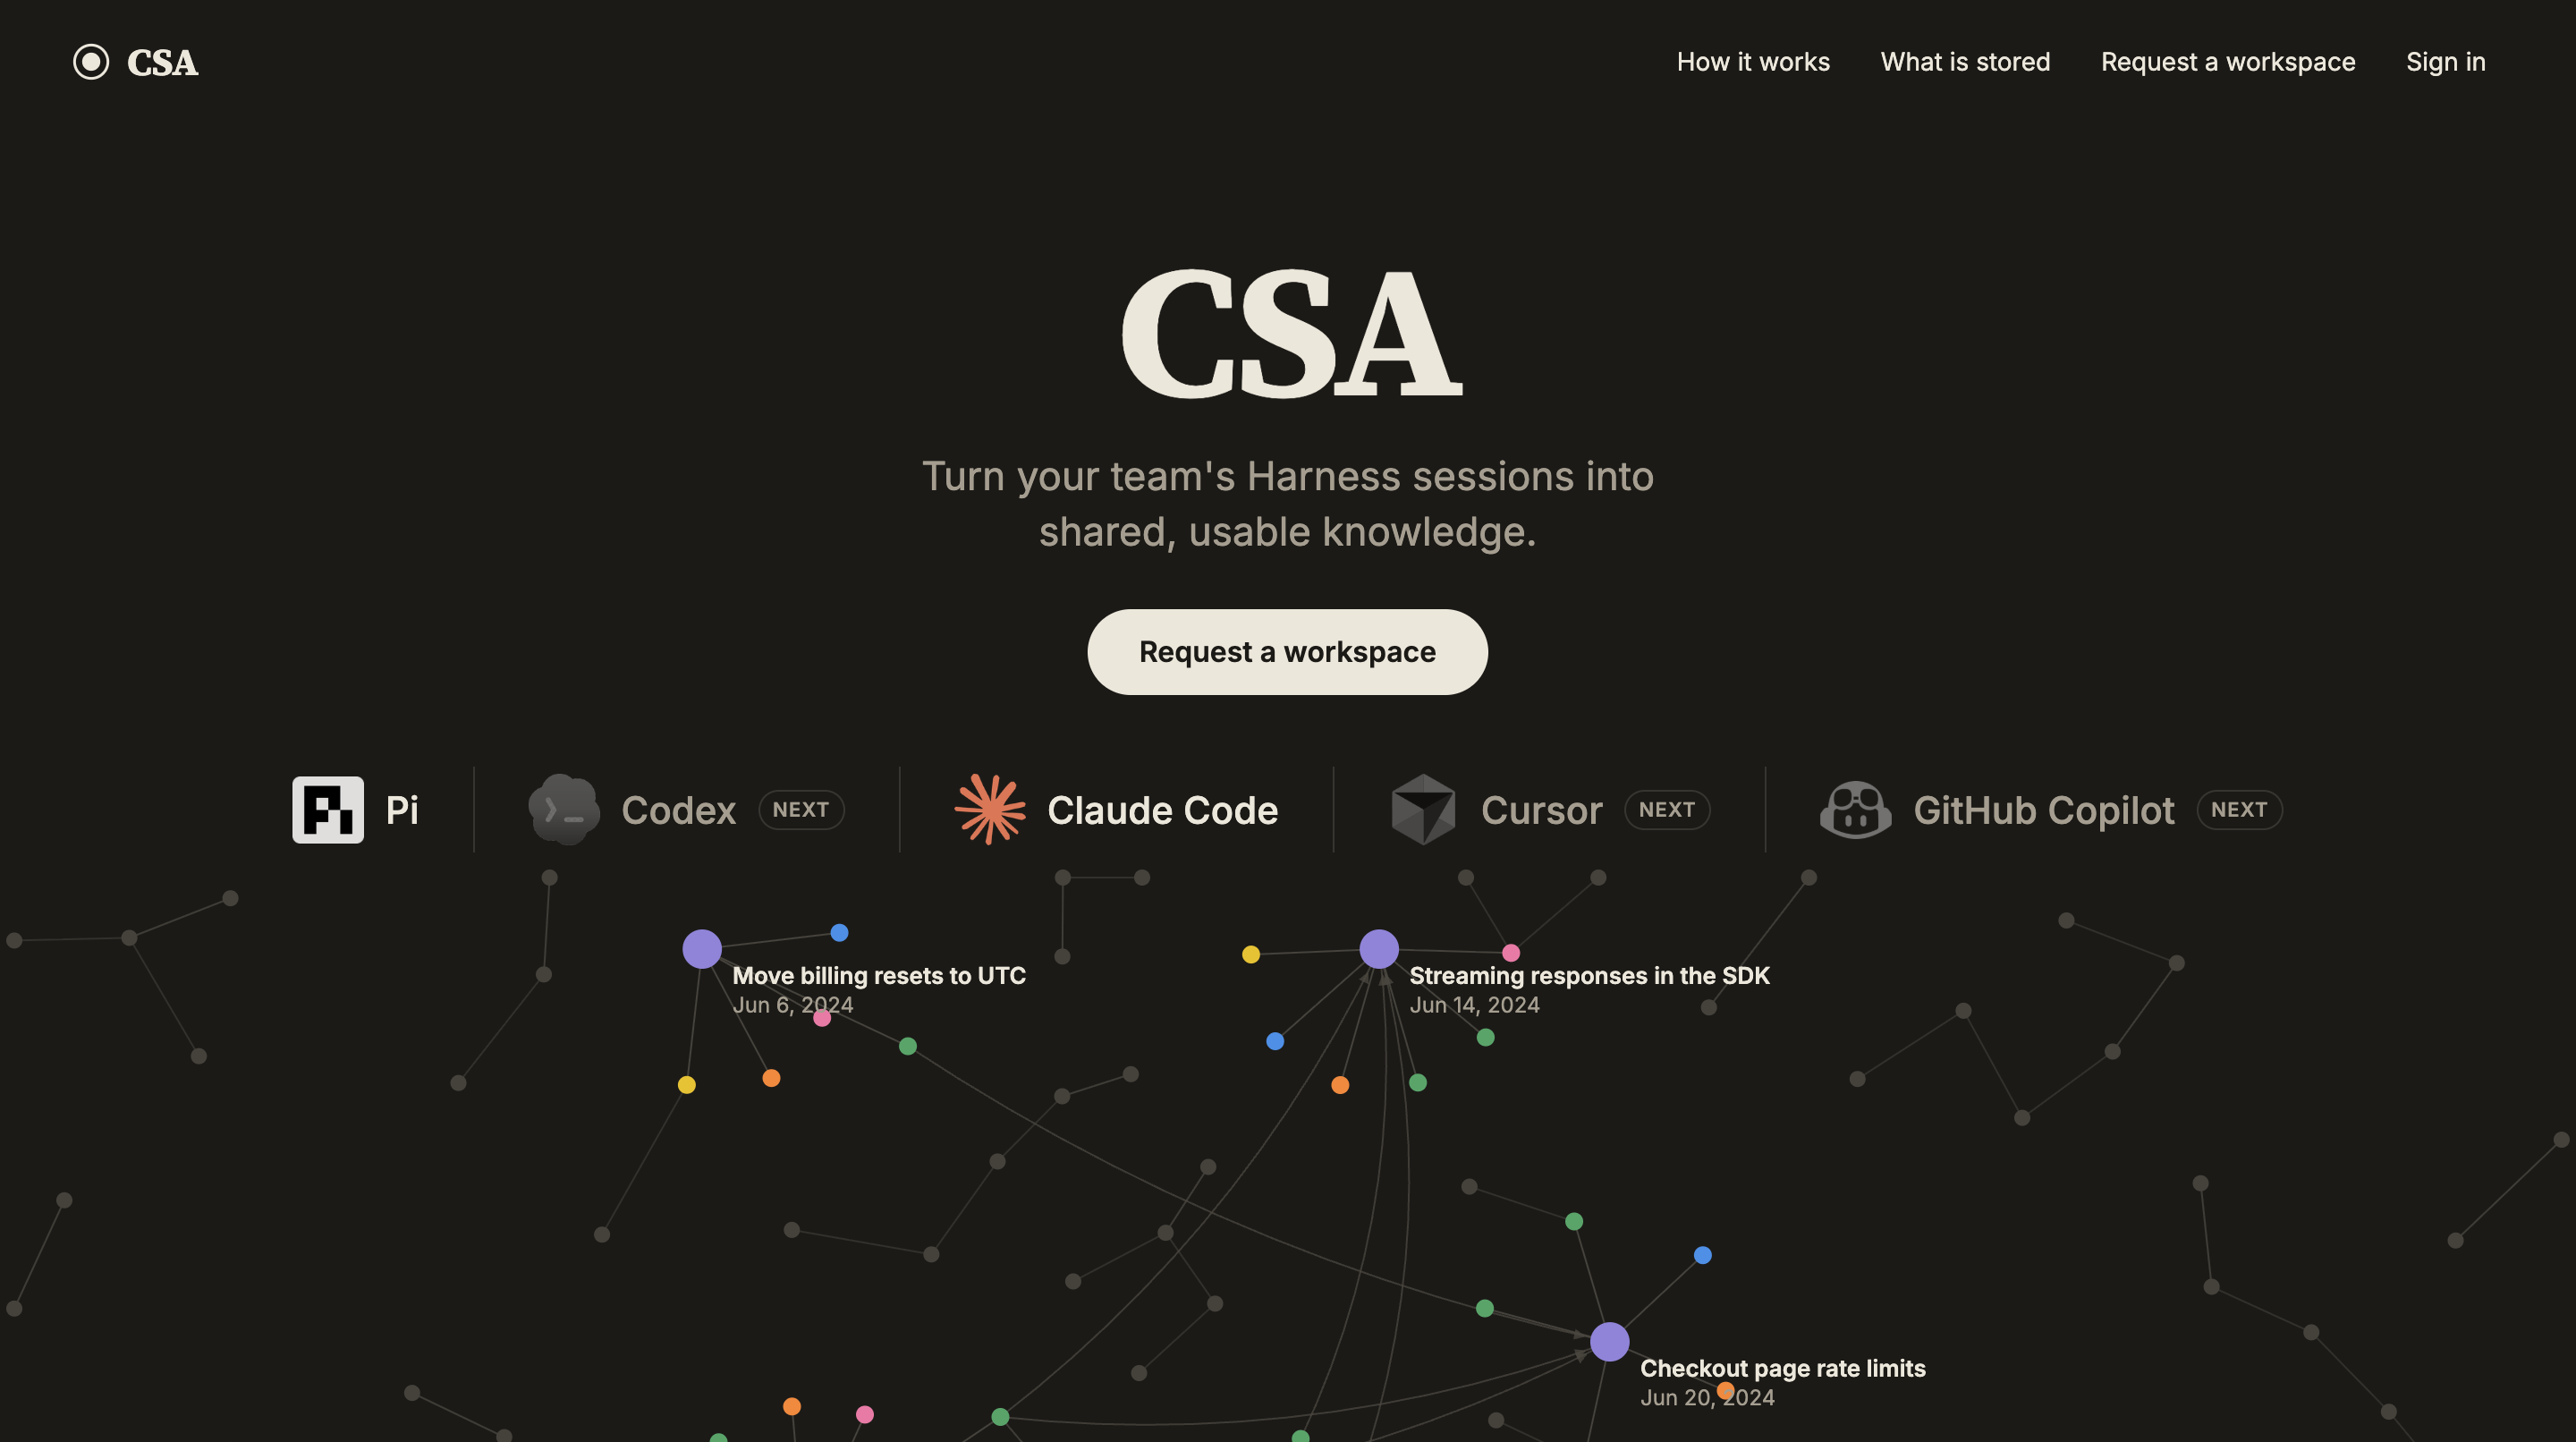 CSA
How it works
What is stored
Request a workspace
Sign in
CSA
Turn your team's Harness sessions into
shared, usable knowledge.
Request a workspace
Pi
Codex
NEXT
Claude Code
Cursor
NEXT
GitHub Copilot
NEXT
Move billing resets to UTC
Jun 6, 2024
Streaming responses in the SDK
Jun 14, 2024
Checkout page rate limits
Jun 20, 2024